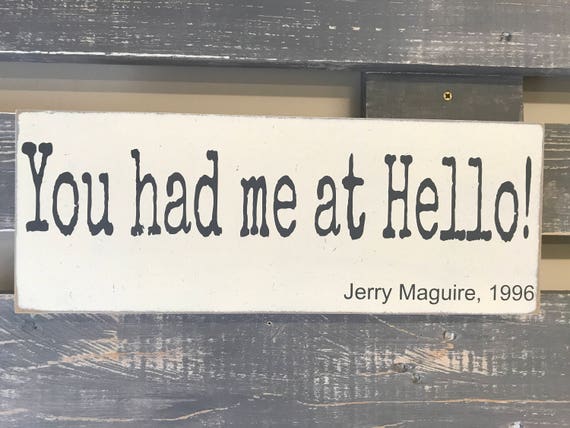 You had me at Hello!
Jerry Maguire, 1996